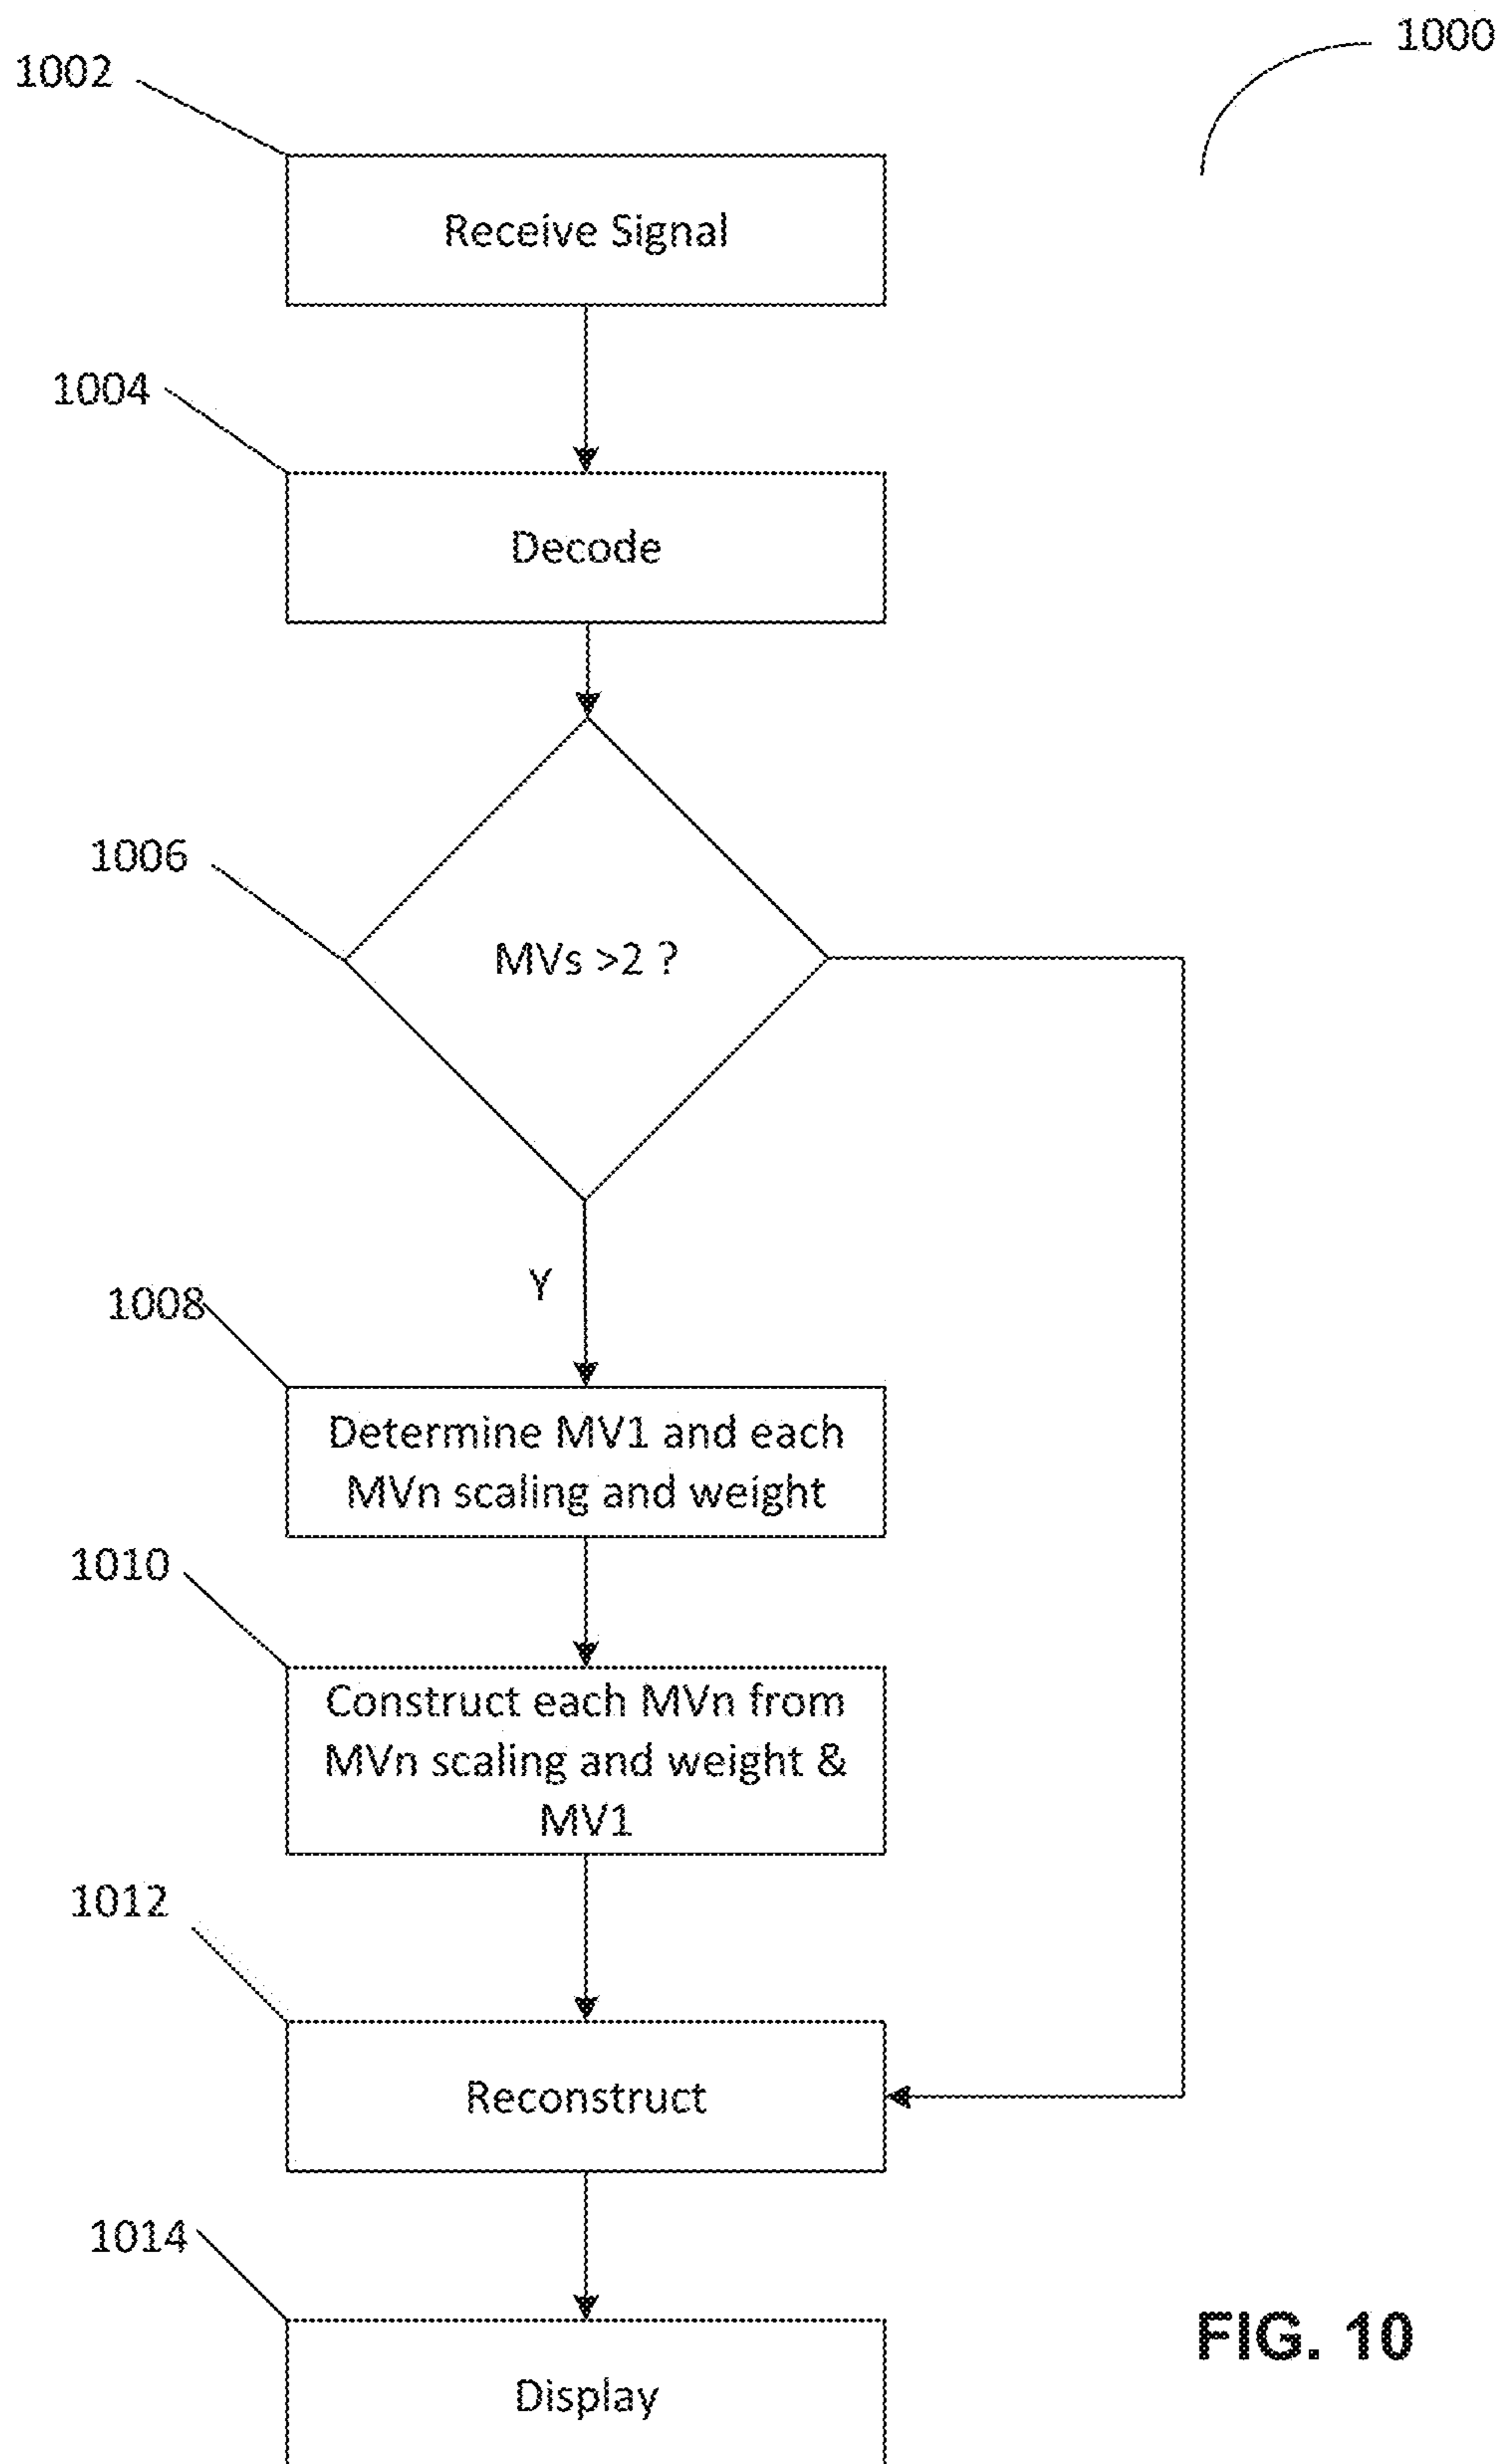 1000
1002
Receive Signal
1004
Decode
1006
MVs >2 ?
Y
1008
Determine MV1 and each
MVn scaling and weight
1010
Construct each MVn from
MVn scaling and weight &
MV1
1012
Reconstruct
1014
Display
FIG. 10